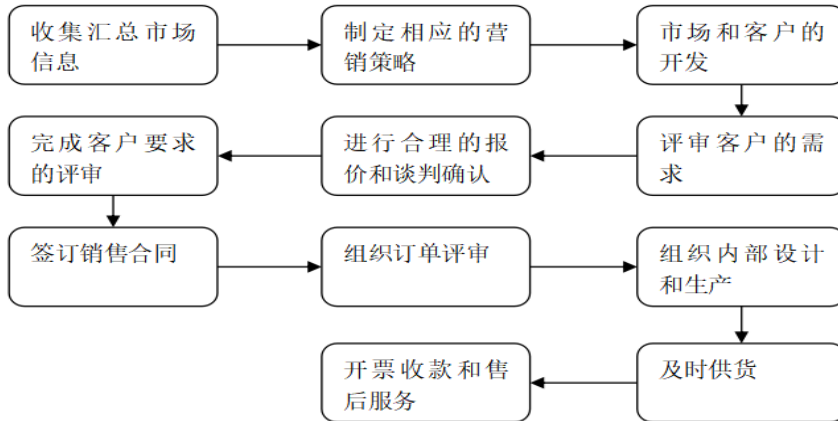 收集汇总市场
信息
制定相应的营
销策略
市场和客户的
开发
评审客户的需
求
进行合理的报
价和谈判确认
完成客户要求
的评审
签订销售合同
组织订单评审
组织内部设计
和生产
及时供货
开票收款和售
后服务